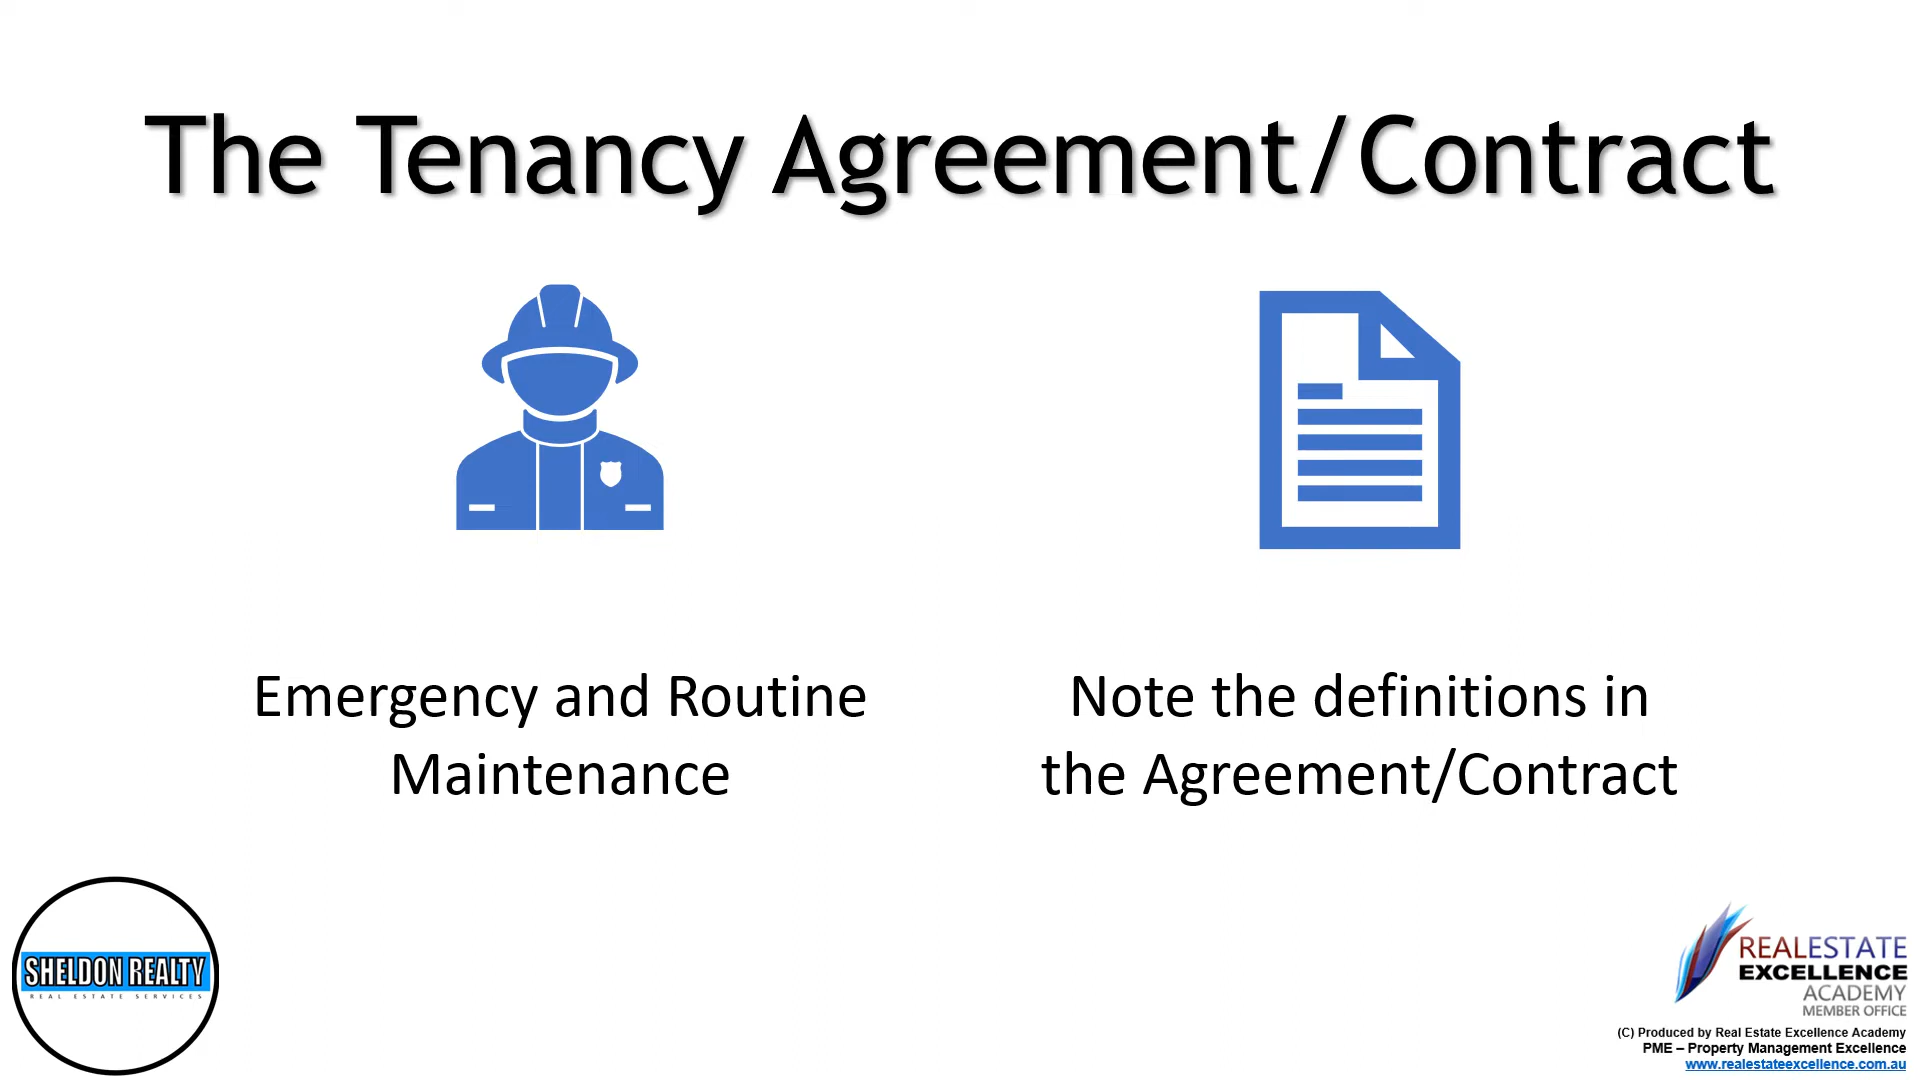 The Tenancy Agreement/Contract
Emergency and Routine
Maintenance
Note the definitions in
the Agreement/Contract
SHELDON REALTY
REAL ESTATE SERVICES
REALESTATE
EXCELLENCE
ACADEMY
MEMBER OFFICE
(C) Produced by Real Estate Excellence Academy
PME – Property Management Excellence
www.realestateexcellence.com.au